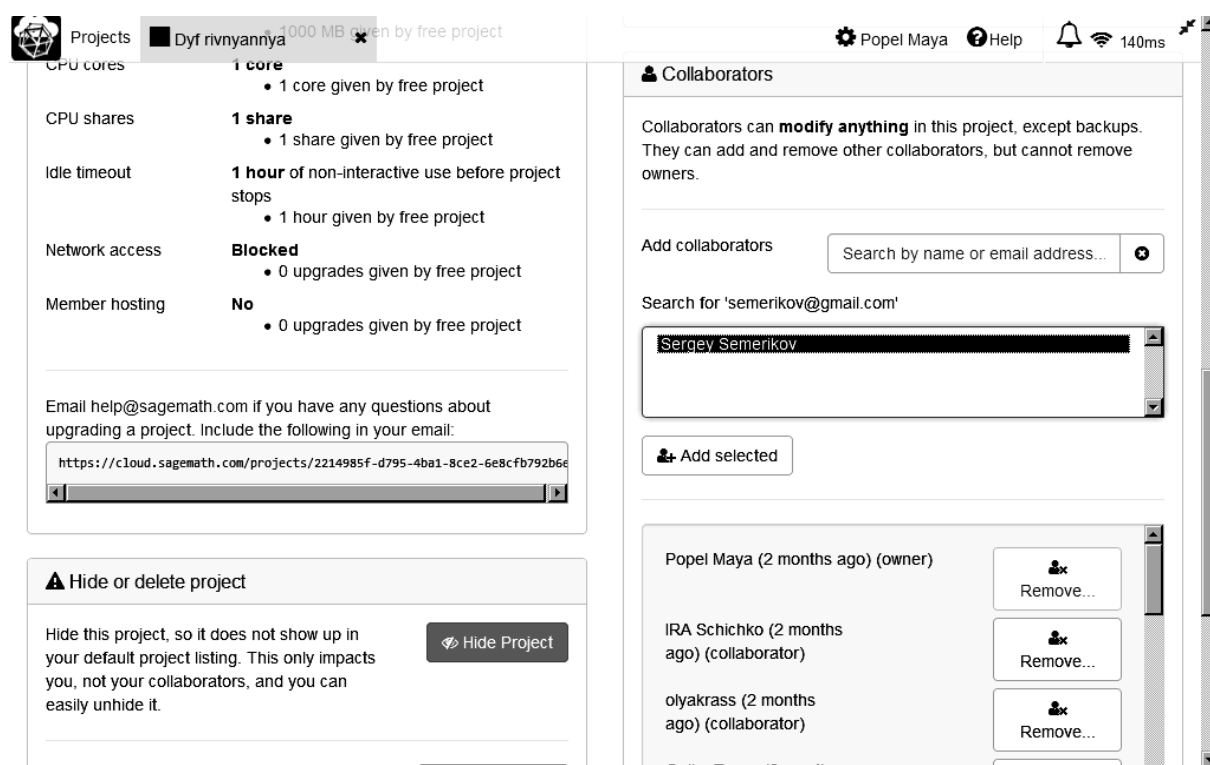 Projects
Dyf rivnyannya
Popel Maya
Help
140ms
1000 MB given by free project
CPU cores
1 core
1 core given by free project
CPU shares
1 share
1 share given by free project
Idle timeout
1 hour of non-interactive use before project
stops
1 hour given by free project
Network access
Blocked
0 upgrades given by free project
Member hosting
No
0 upgrades given by free project
Email help@sagemath.com if you have any questions about
upgrading a project. Include the following in your email:
https://cloud.sagemath.com/projects/2214985f-d795-4ba1-8ce2-6e8cfb792b6e
Hide or delete project
Hide this project, so it does not show up in
your default project listing. This only impacts
you, not your collaborators, and you can
easily unhide it.
Hide Project
Collaborators
Collaborators can modify anything in this project, except backups.
They can add and remove other collaborators, but cannot remove
owners.
Add collaborators
Search by name or email address...
Search for 'semerikov@gmail.com'
Sergey Semerikov
Add selected
Popel Maya (2 months ago) (owner)
Remove...
IRA Schichko (2 months
ago) (collaborator)
Remove...
olyakrass (2 months
ago) (collaborator)
Remove...